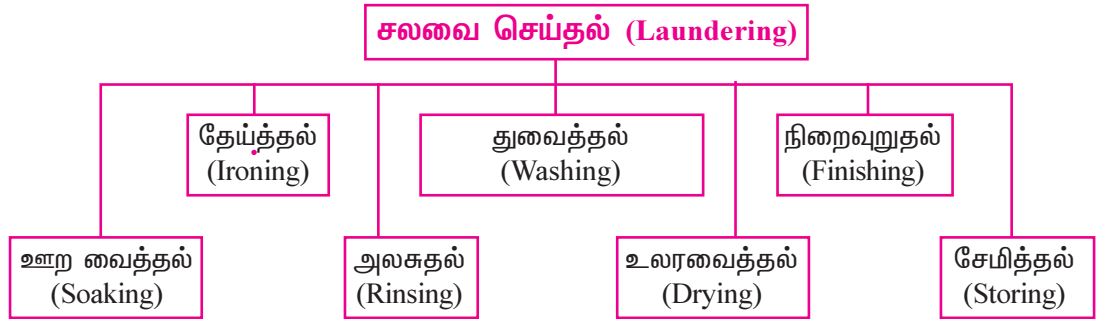 சலவை செய்தல் (Laundering)
தேய்த்தல்
(Ironing)
துவைத்தல்
(Washing)
நிறைவுறுதல்
(Finishing)
ஊற வைத்தல்
(Soaking)
அலசுதல்
(Rinsing)
உலரவைத்தல்
(Drying)
சேமித்தல்
(Storing)